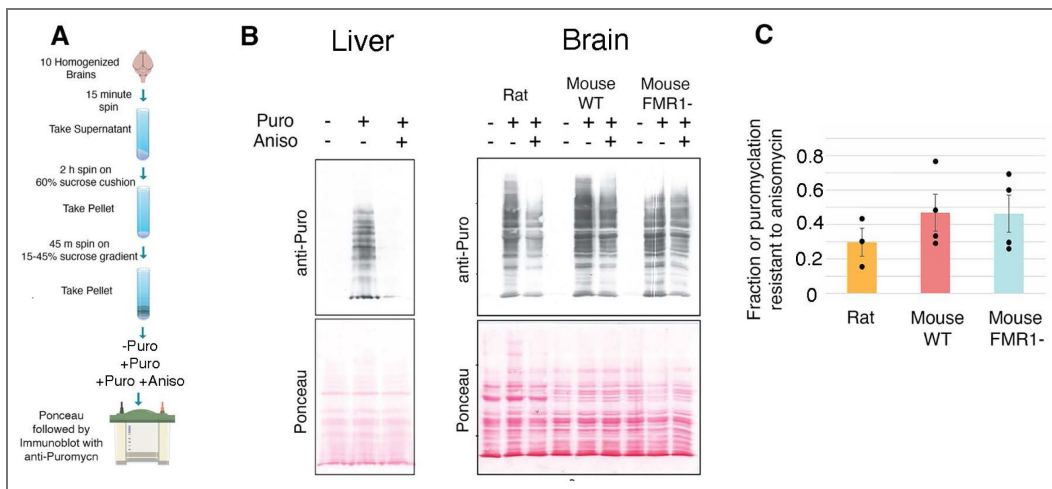 A
10 Homogenized
Brains
15 minute
spin
Take Supernatant
2 h spin on
60% sucrose cushion
Take Pellet
45 m spin on
15-45% sucrose gradient
Take Pellet
-Puro
+Puro
+Puro +Aniso
Ponceau
followed by
Immunoblot with
anti-Puromycn
B
Liver
Puro - + +
Aniso - - +
anti-Puro
Ponceau
Brain
Rat
Mouse
WT
Mouse
FMR1-
- + + - + + - + +
- - + - - + - - +
anti-Puro
Ponceau
C
Fraction or puromyclation
resistant to anisomycin
0.8
0.6
0.4
0.2
0
Rat
Mouse
WT
Mouse
FMR1-